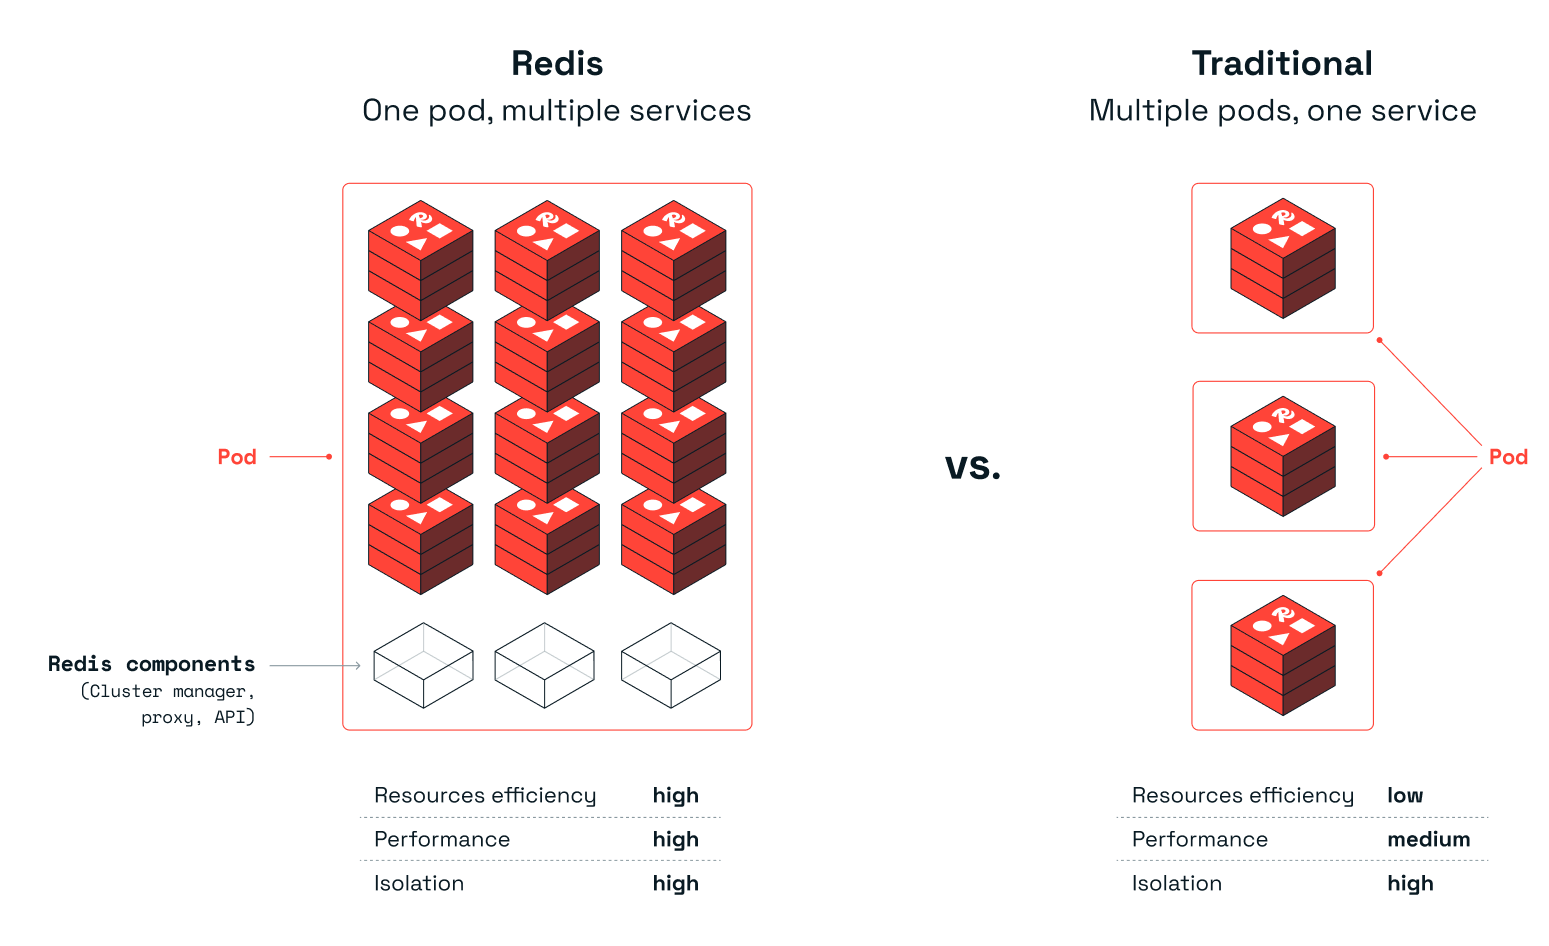 Redis
One pod, multiple services
Traditional
Multiple pods, one service
Pod
vs.
Pod
Redis components
(Cluster manager,
proxy, API)
Resources efficiency high
Performance high
Isolation high
Resources efficiency low
Performance medium
Isolation high